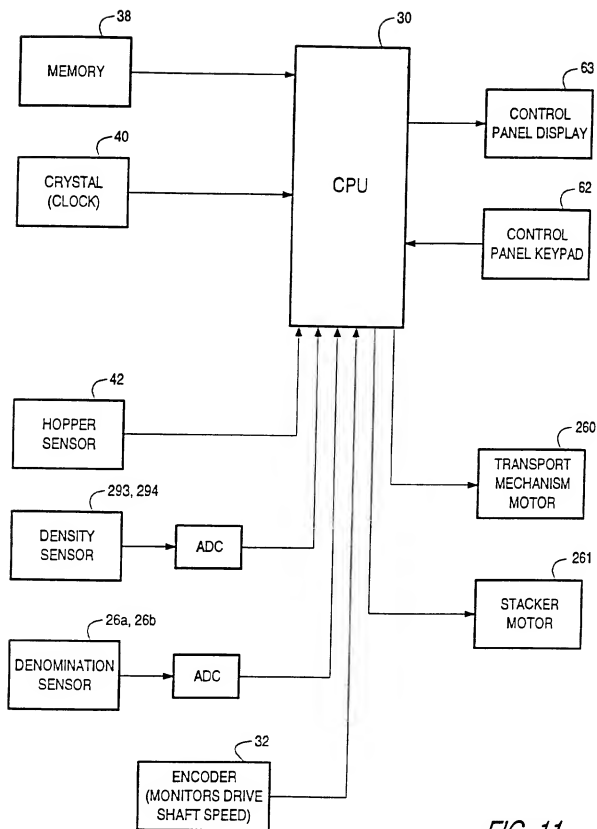 38
MEMORY
40
CRYSTAL
(CLOCK)
30
CPU
63
CONTROL
PANEL DISPLAY
62
CONTROL
PANEL KEYPAD
42
HOPPER
SENSOR
293, 294
DENSITY
SENSOR
ADC
26a, 26b
DENOMINATION
SENSOR
ADC
32
ENCODER
(MONITORS DRIVE
SHAFT SPEED)
260
TRANSPORT
MECHANISM
MOTOR
261
STACKER
MOTOR
FIG. 11